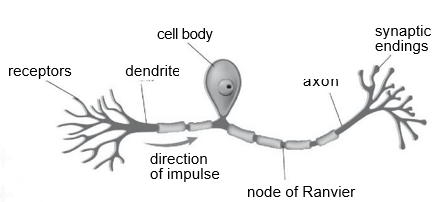 cell body
synaptic
endings
receptors
dendrite
axon
direction
of impulse
node of Ranvier